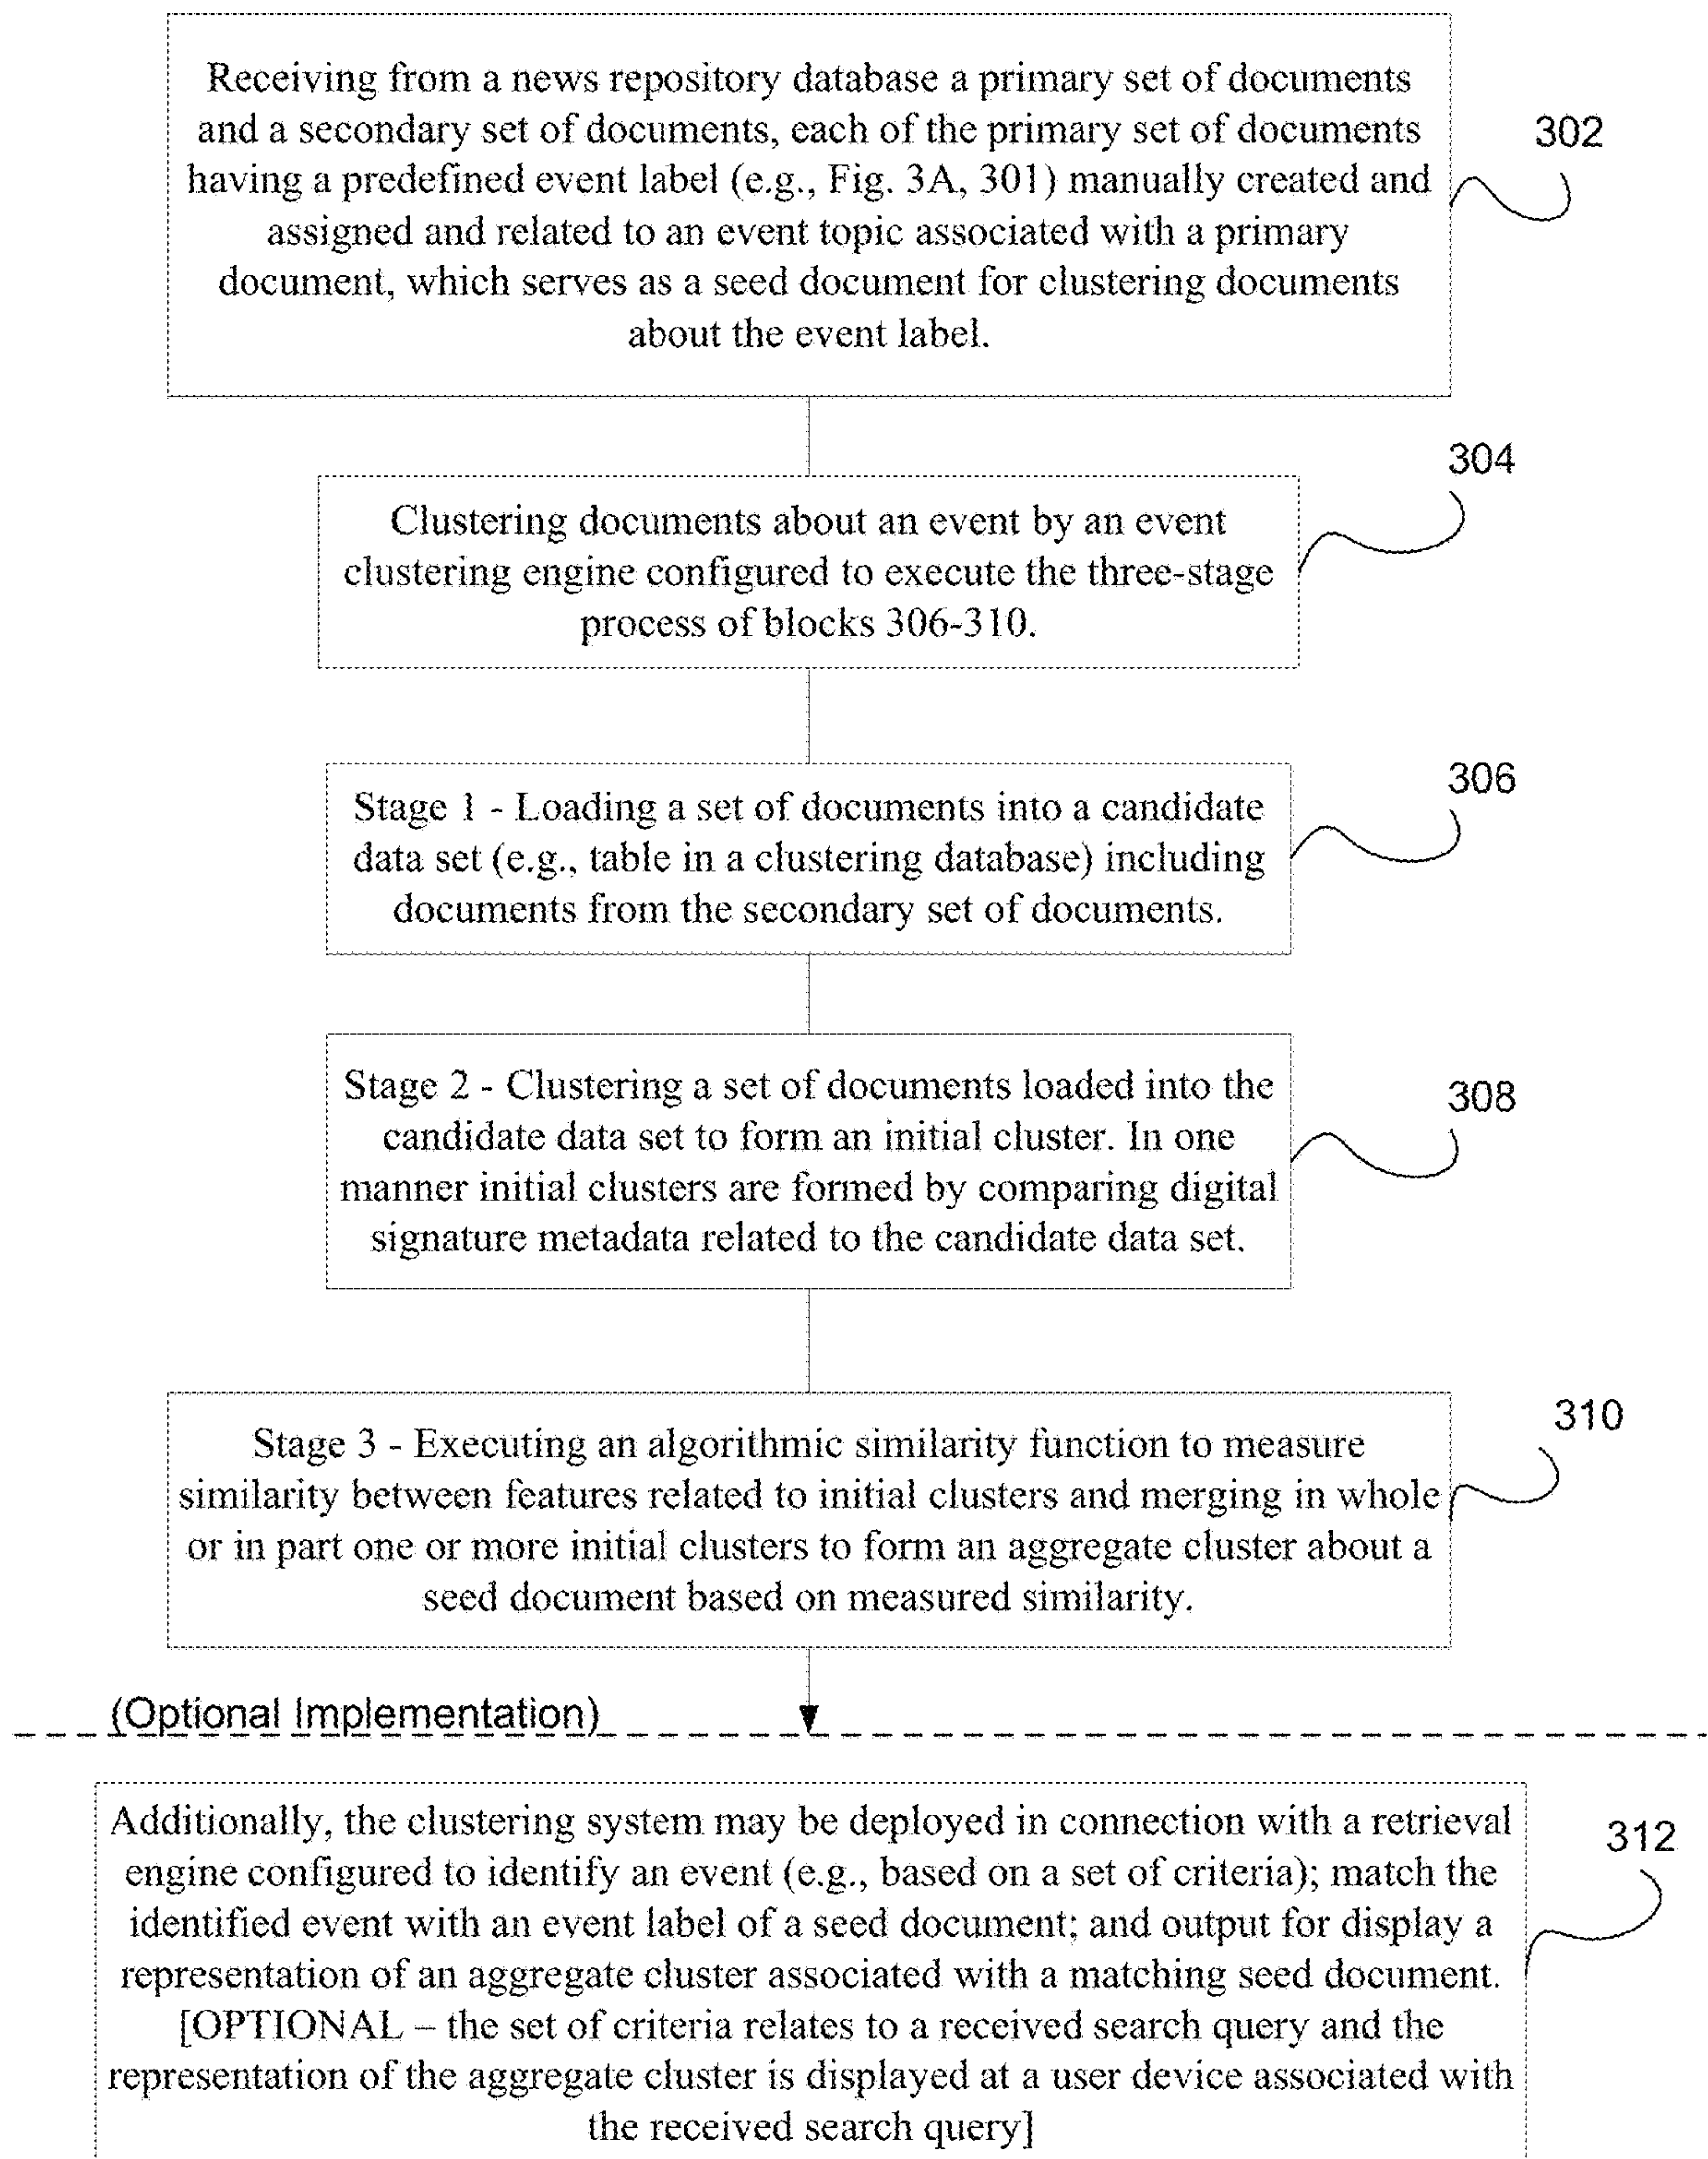 Receiving from a news repository database a primary set of documents
and a secondary set of documents, each of the primary set of documents
having a predefined event label (e.g., Fig. 3A, 301) manually created and
assigned and related to an event topic associated with a primary
document, which serves as a seed document for clustering documents
about the event label.
302
304
Clustering documents about an event by an event
clustering engine configured to execute the three-stage
process of blocks 306-310.
306
Stage 1 - Loading a set of documents into a candidate
data set (e.g., table in a clustering database) including
documents from the secondary set of documents.
Stage 2 - Clustering a set of documents loaded into the
candidate data set to form an initial cluster. In one
manner initial clusters are formed by comparing digital
signature metadata related to the candidate data set.
308
310
Stage 3 - Executing an algorithmic similarity function to measure
similarity between features related to initial clusters and merging in whole
or in part one or more initial clusters to form an aggregate cluster about a
seed document based on measured similarity.
(Optional Implementation)
Additionally, the clustering system may be deployed in connection with a retrieval
engine configured to identify an event (e.g., based on a set of criteria); match the
identified event with an event label of a seed document; and output for display a
representation of an aggregate cluster associated with a matching seed document.
[OPTIONAL – the set of criteria relates to a received search query and the
representation of the aggregate cluster is displayed at a user device associated with
the received search query]
312